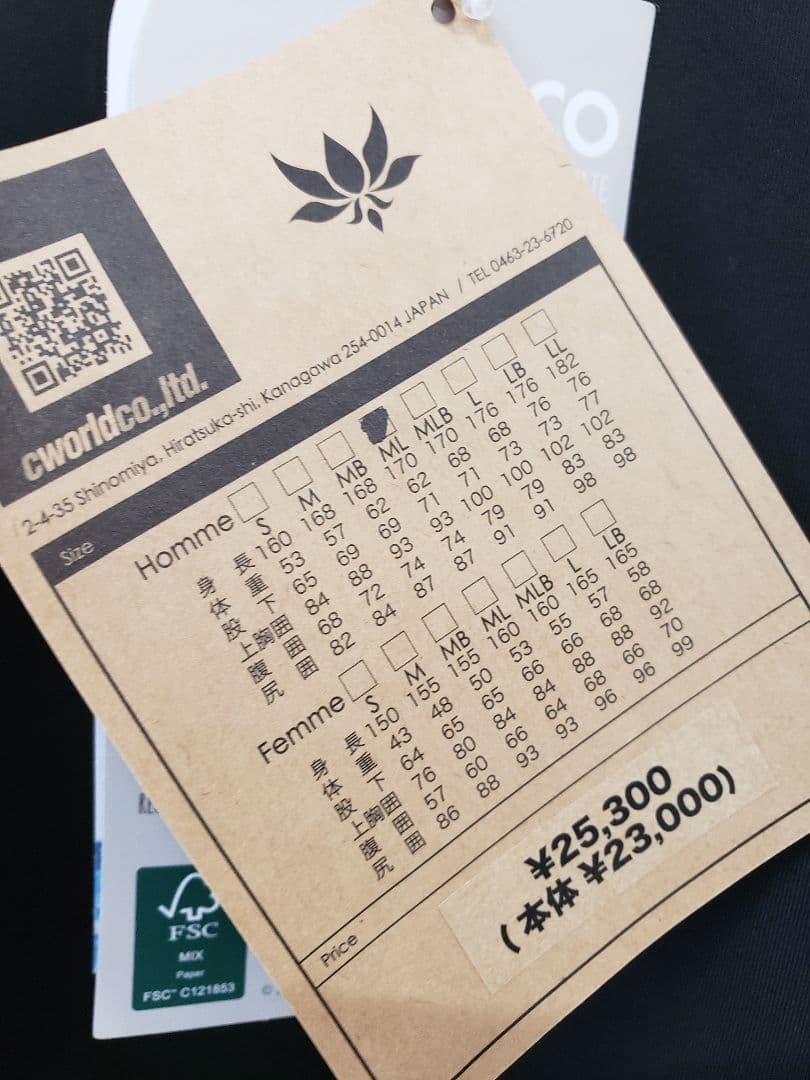 CO
cworldco.,ltd.
2-4-35 Shinomiya, Hiratsuka-shi, Kanagawa 254-0014 JAPAN / TEL 0463-23-6720
Size
Homme S M MB ML MLB L LB LL
身長 160 168 168 170 170 176 176 182
体重 53 57 62 62 68 68 76 76
股下 65 69 69 71 71 73 73 77
上胸囲 84 88 93 93 100 100 102 102
腹囲 68 72 74 74 79 79 83 83
尻囲 82 84 87 87 91 91 98 98
Femme S M MB ML MLB L LB
身長 150 155 155 160 160 165 165
体重 43 48 50 53 55 57 58
股下 64 65 65 66 66 68 68
上胸囲 76 80 84 84 88 88 92
腹囲 57 60 66 64 68 66 70
尻囲 86 88 93 93 96 96 99
Price
¥25,300
(本体 ¥23,000)
FSC
MIX
Paper
FSC™ C121853
©